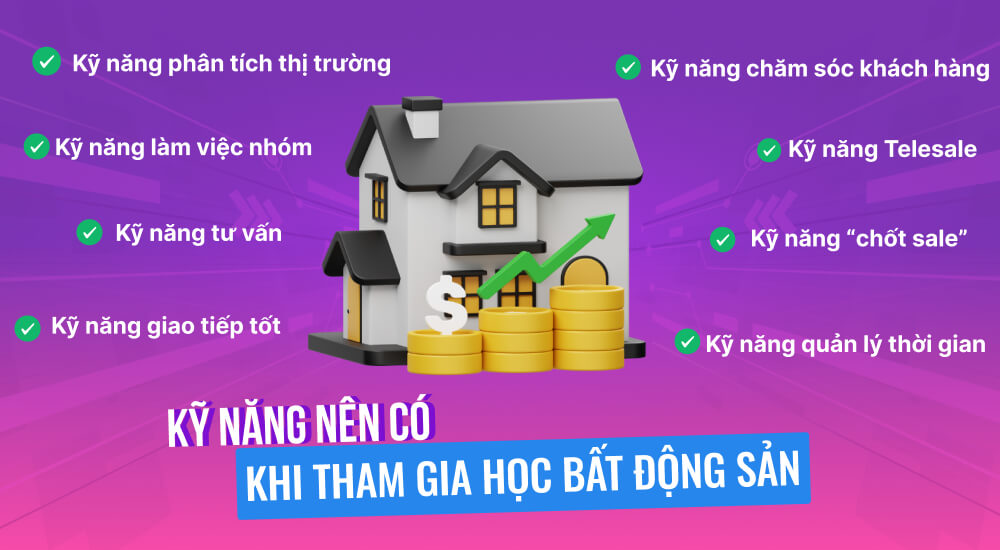 Kỹ năng phân tích thị trường
Kỹ năng làm việc nhóm
Kỹ năng tư vấn
Kỹ năng giao tiếp tốt
Kỹ năng chăm sóc khách hàng
Kỹ năng Telesale
Kỹ năng “chốt sale”
Kỹ năng quản lý thời gian
$
KỸ NĂNG NÊN CÓ
KHI THAM GIA HỌC BẤT ĐỘNG SẢN